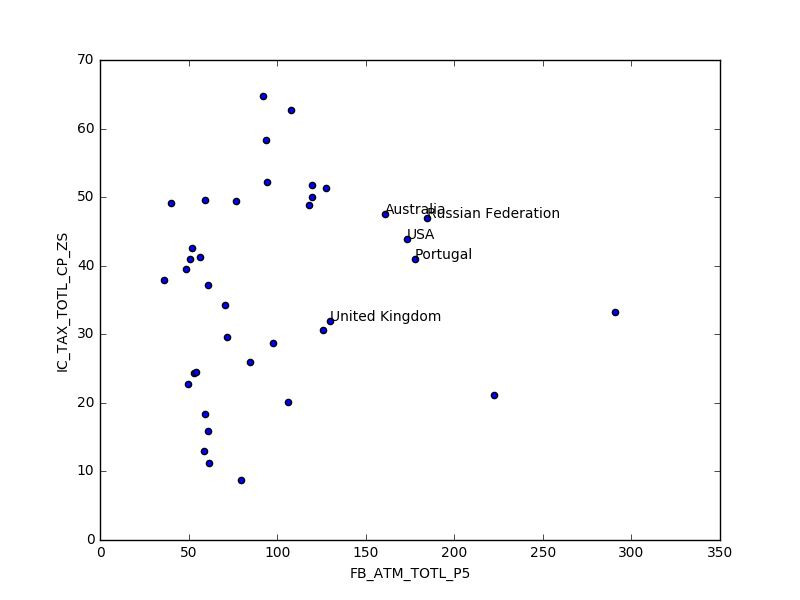 70
60
50
40
30
20
10
0
IC_TAX_TOTL_CP_ZS
Australia
Russian Federation
USA
Portugal
United Kingdom
0 50 100 150 200 250 300 350
FB_ATM_TOTL_P5